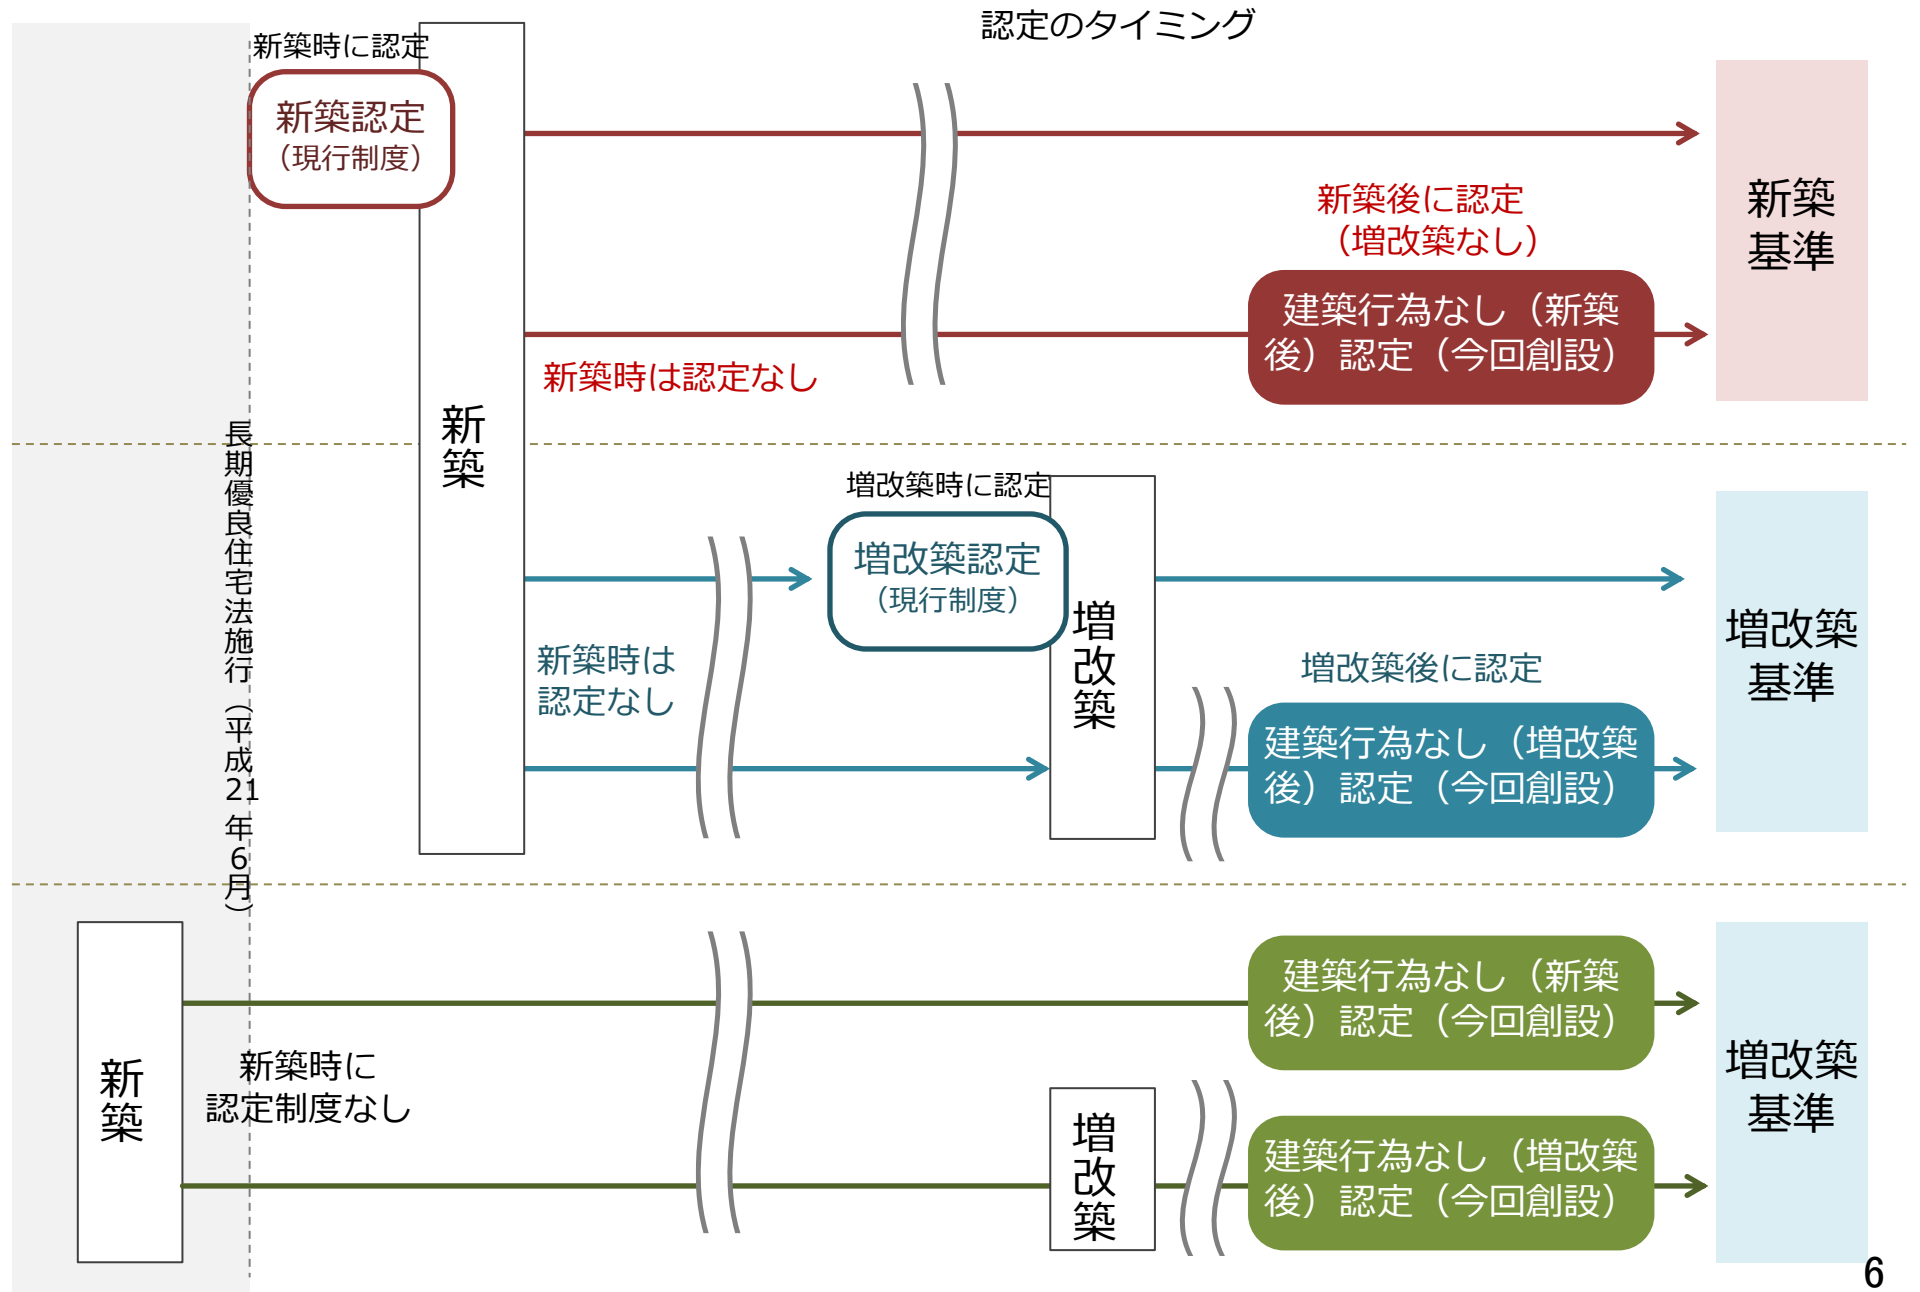 認定のタイミング
新築時に認定
新築認定
（現行制度）
新築後に認定
（増改築なし）
建築行為なし（新築
後）認定（今回創設）
新築時は認定なし
新築
基準
新築
長期優良住宅法施行（平成21年6月）
増改築時に認定
増改築認定
（現行制度）
新築時は
認定なし
増改築
増改築後に認定
建築行為なし（増改築
後）認定（今回創設）
増改築
基準
新築
新築時に
認定制度なし
建築行為なし（新築
後）認定（今回創設）
増改築
建築行為なし（増改築
後）認定（今回創設）
増改築
基準
6